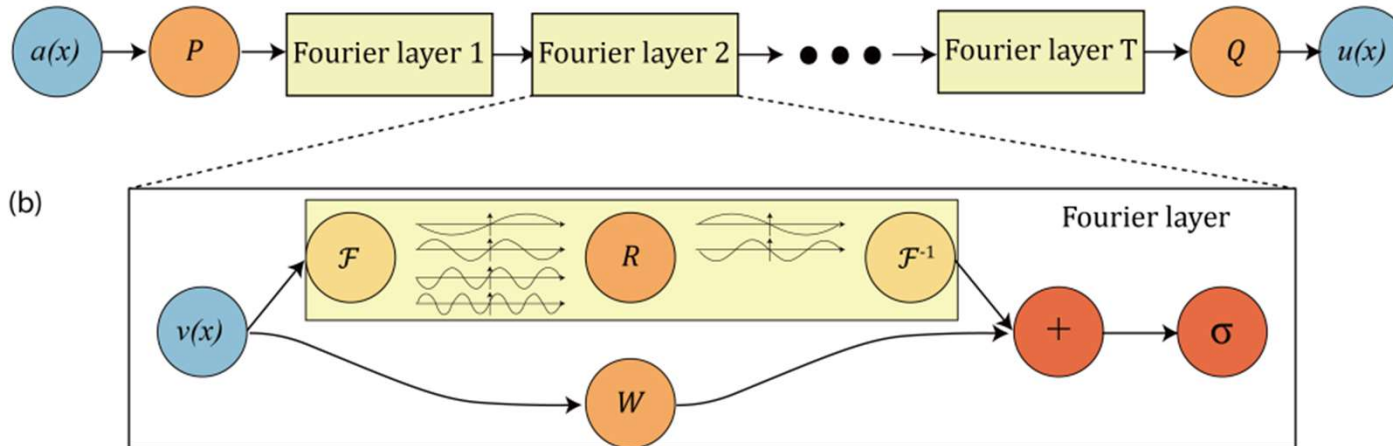 a(x) P Fourier layer 1 Fourier layer 2 ●●● Fourier layer T Q u(x)
(b)
Fourier layer
ℱ R ℱ⁻¹
v(x) + σ
W